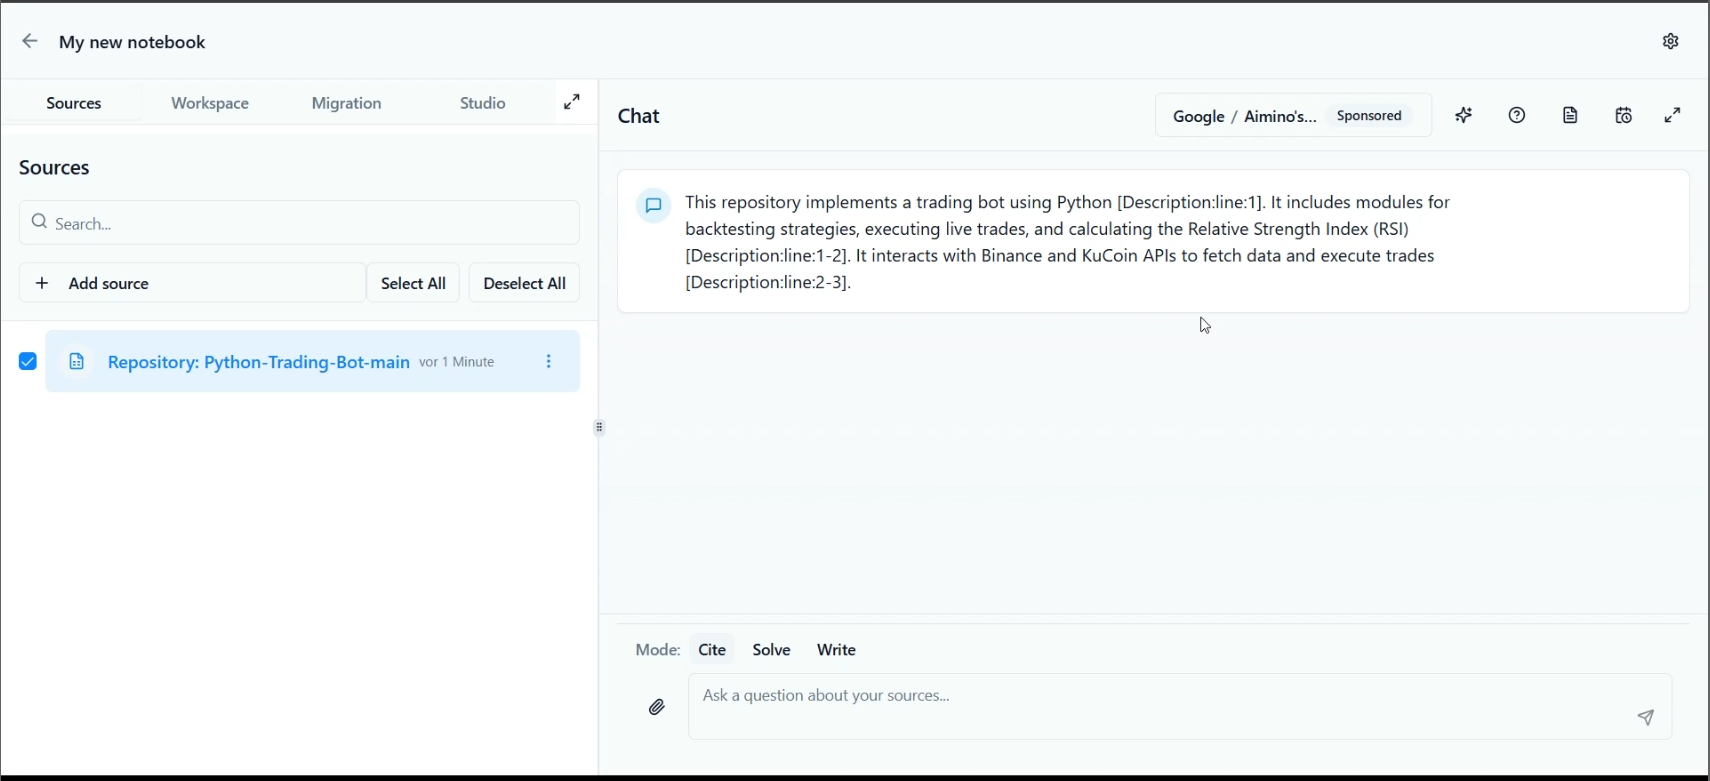 My new notebook
Sources
Workspace
Migration
Studio
Sources
Search...
Add source
Select All
Deselect All
Repository: Python-Trading-Bot-main vor 1 Minute
Chat
Google / Aimino's... Sponsored
This repository implements a trading bot using Python [Description:line:1]. It includes modules for
backtesting strategies, executing live trades, and calculating the Relative Strength Index (RSI)
[Description:line:1-2]. It interacts with Binance and KuCoin APIs to fetch data and execute trades
[Description:line:2-3].
Mode: Cite Solve Write
Ask a question about your sources...